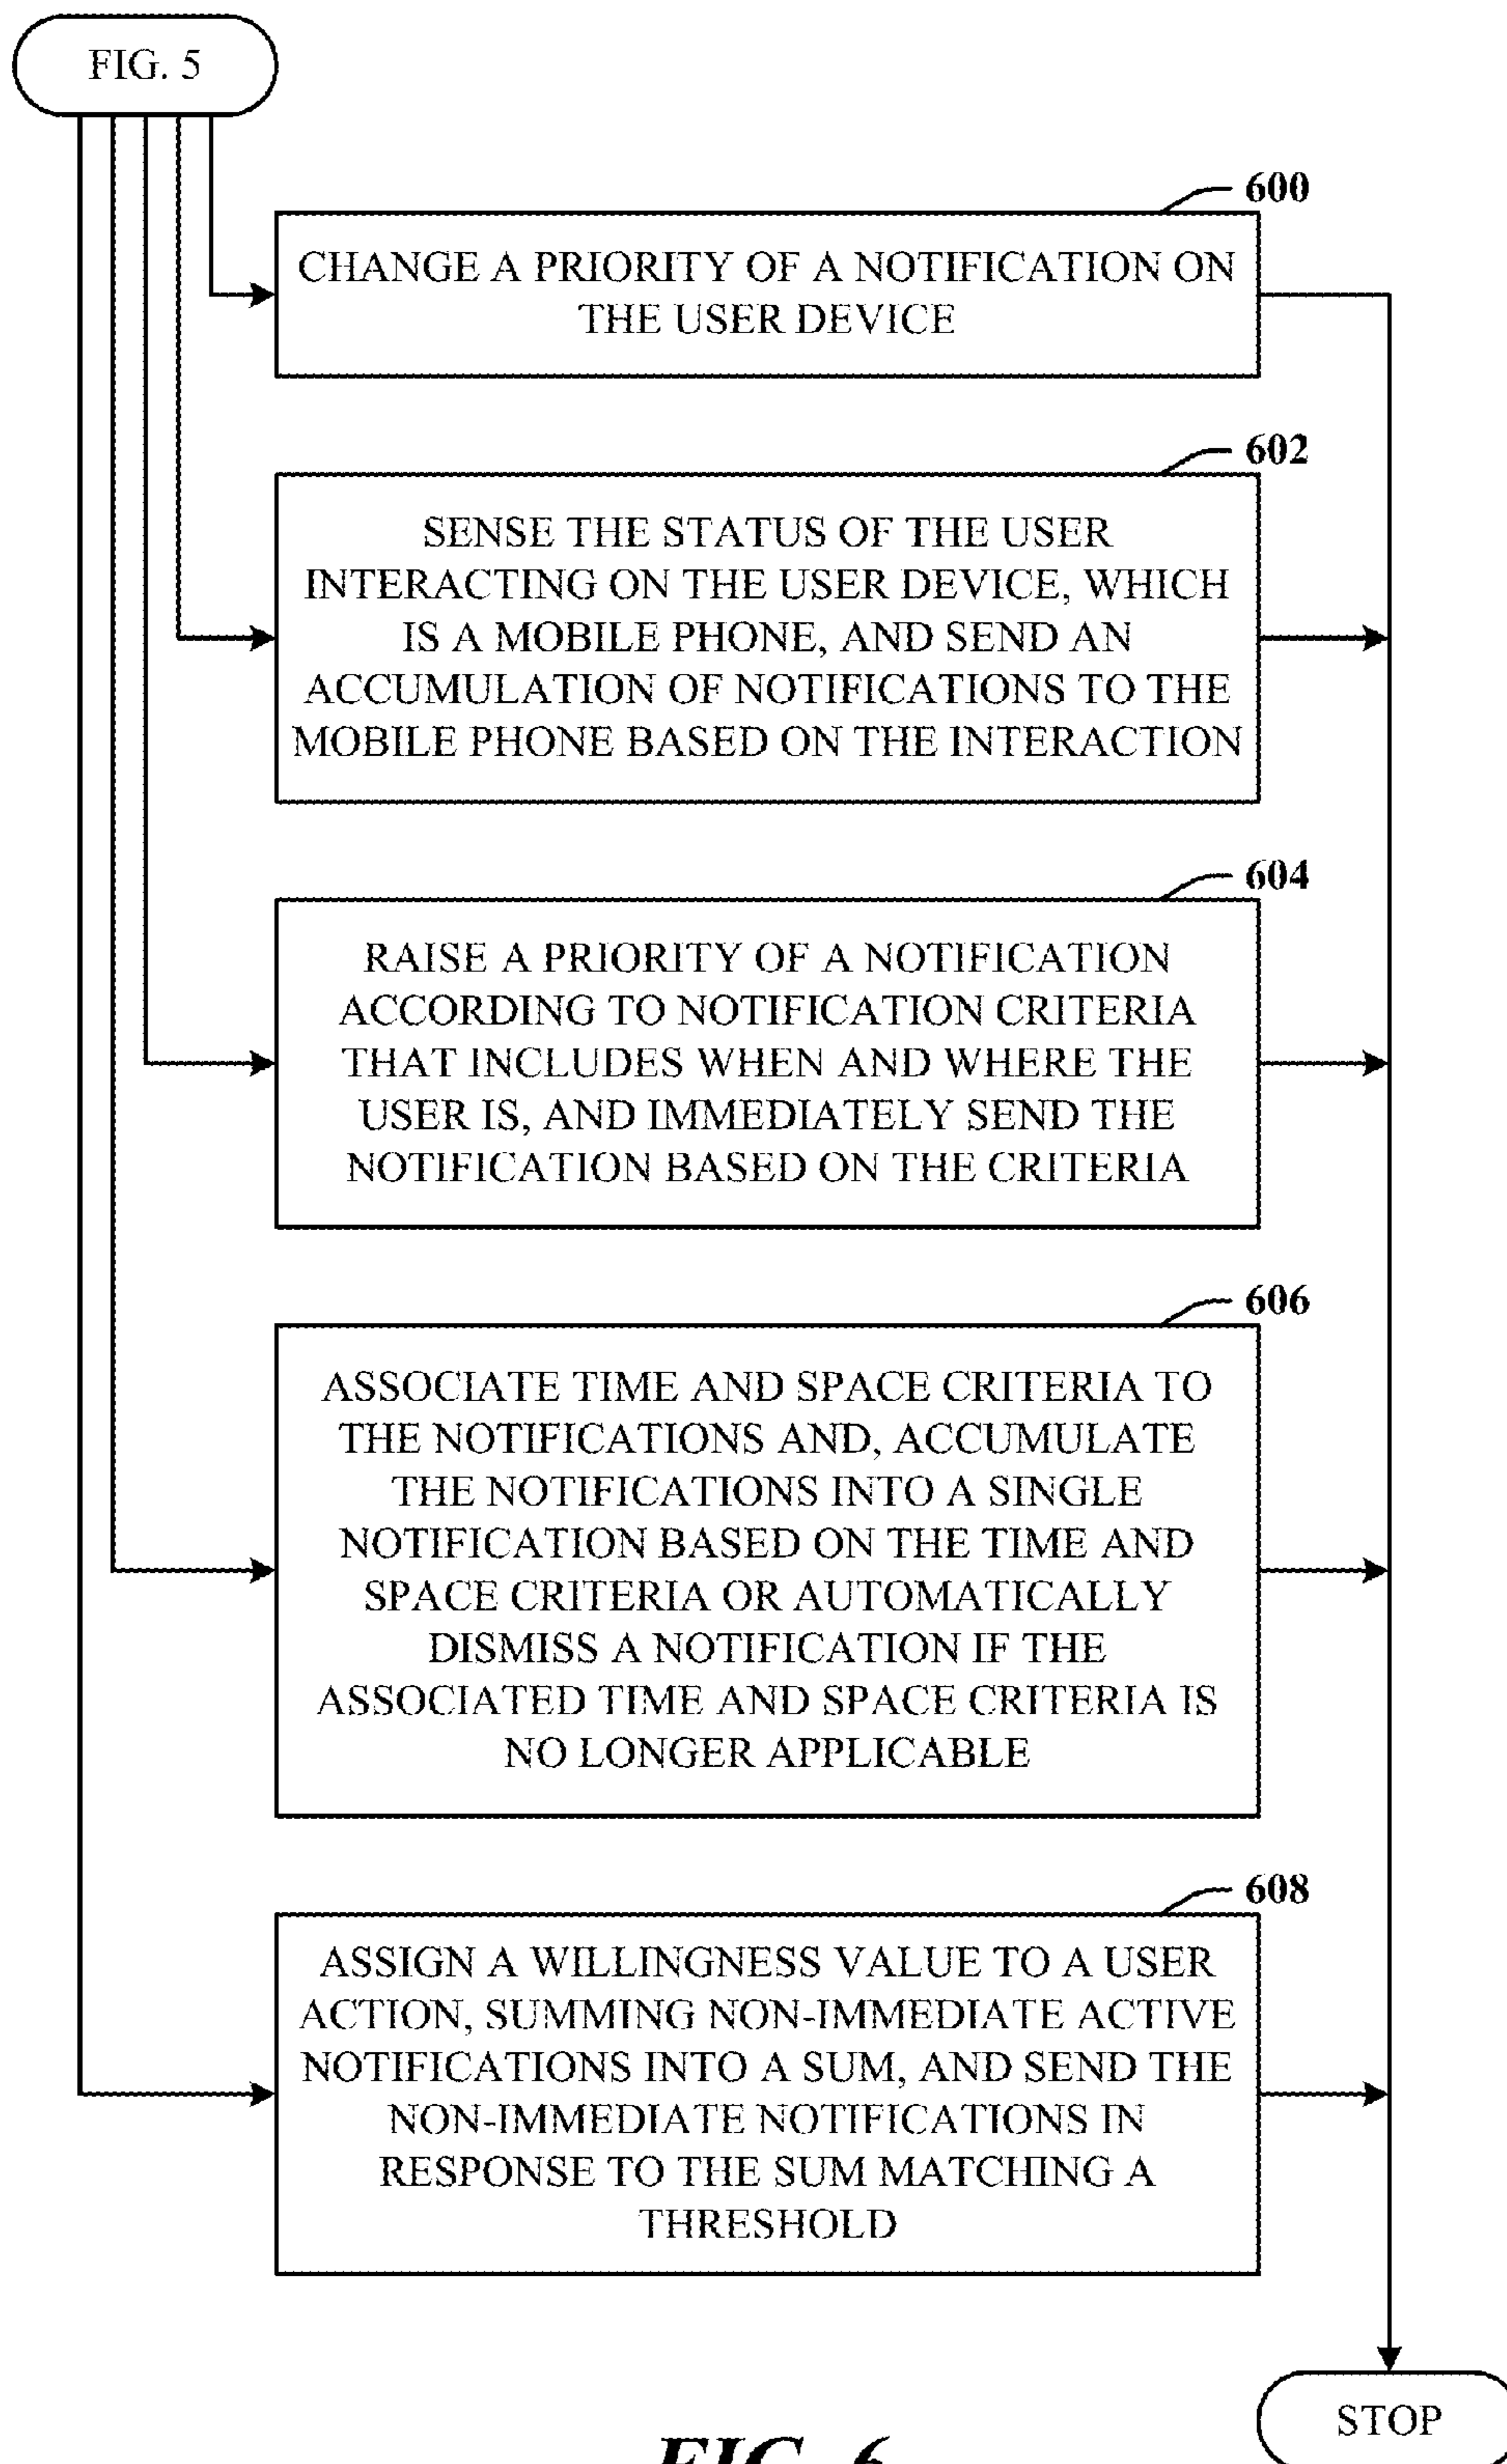 FIG. 5
600
CHANGE A PRIORITY OF A NOTIFICATION ON
THE USER DEVICE
602
SENSE THE STATUS OF THE USER
INTERACTING ON THE USER DEVICE, WHICH
IS A MOBILE PHONE, AND SEND AN
ACCUMULATION OF NOTIFICATIONS TO THE
MOBILE PHONE BASED ON THE INTERACTION
604
RAISE A PRIORITY OF A NOTIFICATION
ACCORDING TO NOTIFICATION CRITERIA
THAT INCLUDES WHEN AND WHERE THE
USER IS, AND IMMEDIATELY SEND THE
NOTIFICATION BASED ON THE CRITERIA
606
ASSOCIATE TIME AND SPACE CRITERIA TO
THE NOTIFICATIONS AND, ACCUMULATE
THE NOTIFICATIONS INTO A SINGLE
NOTIFICATION BASED ON THE TIME AND
SPACE CRITERIA OR AUTOMATICALLY
DISMISS A NOTIFICATION IF THE
ASSOCIATED TIME AND SPACE CRITERIA IS
NO LONGER APPLICABLE
608
ASSIGN A WILLINGNESS VALUE TO A USER
ACTION, SUMMING NON-IMMEDIATE ACTIVE
NOTIFICATIONS INTO A SUM, AND SEND THE
NON-IMMEDIATE NOTIFICATIONS IN
RESPONSE TO THE SUM MATCHING A
THRESHOLD
STOP
FIG. 6